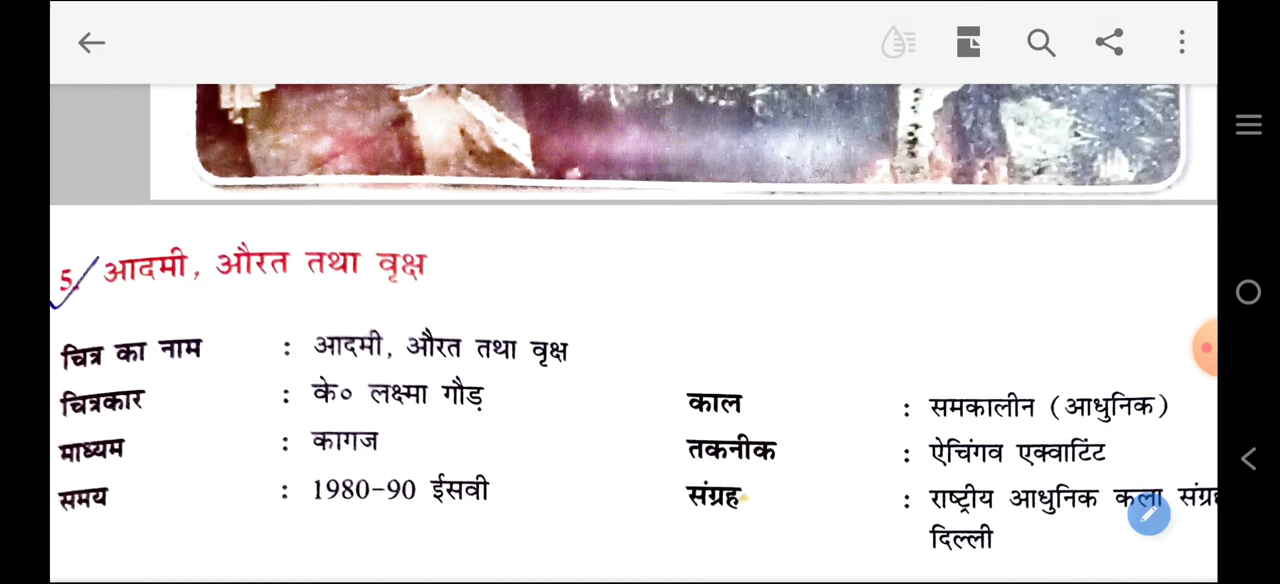 5. आदमी, औरत तथा वृक्ष
चित्र का नाम : आदमी, औरत तथा वृक्ष
चित्रकार : के० लक्ष्मा गौड़ काल : समकालीन (आधुनिक)
माध्यम : कागज तकनीक : ऐचिंगव एक्वाटिंट
समय : 1980-90 ईसवी संग्रह : राष्ट्रीय आधुनिक कला
दिल्ली